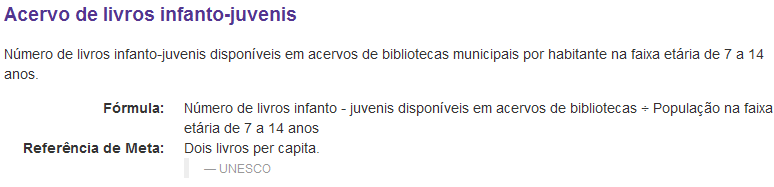 Acervo de livros infanto-juvenis
Número de livros infanto-juvenis disponíveis em acervos de bibliotecas municipais por habitante na faixa etária de 7 a 14
anos.
Fórmula: Número de livros infanto - juvenis disponíveis em acervos de bibliotecas ÷ População na faixa
etária de 7 a 14 anos
Referência de Meta: Dois livros per capita.
— UNESCO